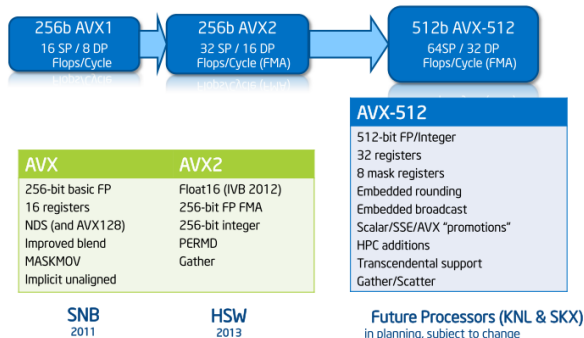 256b AVX1
16 SP / 8 DP
Flops/Cycle
256b AVX2
32 SP / 16 DP
Flops/Cycle (FMA)
512b AVX-512
64SP / 32 DP
Flops/Cycle (FMA)
AVX
256-bit basic FP
16 registers
NDS (and AVX128)
Improved blend
MASKMOV
Implicit unaligned
AVX2
Float16 (IVB 2012)
256-bit FP FMA
256-bit integer
PERMD
Gather
AVX-512
512-bit FP/Integer
32 registers
8 mask registers
Embedded rounding
Embedded broadcast
Scalar/SSE/AVX “promotions”
HPC additions
Transcendental support
Gather/Scatter
SNB
2011
HSW
2013
Future Processors (KNL & SKX)
in planning, subject to change